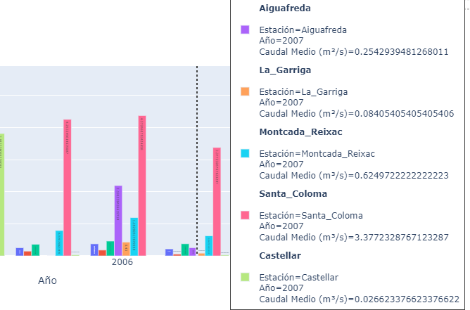 Aiguafreda
Estación=Aiguafreda
Año=2007
Caudal Medio (m³/s)=0.2542939481268011
La_Garriga
Estación=La_Garriga
Año=2007
Caudal Medio (m³/s)=0.08405405405405406
Montcada_Reixac
Estación=Montcada_Reixac
Año=2007
Caudal Medio (m³/s)=0.6249722222222223
Santa_Coloma
Estación=Santa_Coloma
Año=2007
Caudal Medio (m³/s)=3.3772328767123287
Castellar
Estación=Castellar
Año=2007
Caudal Medio (m³/s)=0.026623376623376622
2006
Año